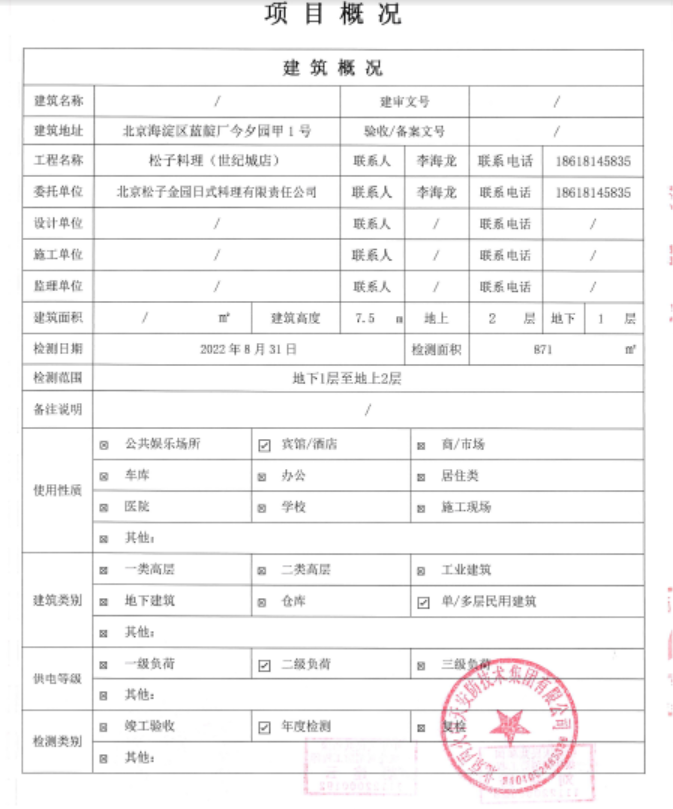 项目概况
建筑概况
建筑名称 / 建审文号 /
建筑地址 北京海淀区蓝靛厂今夕园甲1号 验收/备案文号 /
工程名称 松子料理（世纪城店） 联系人 李海龙 联系电话 18618145835
委托单位 北京松子金园日式料理有限责任公司 联系人 李海龙 联系电话 18618145835
设计单位 / 联系人 / 联系电话 /
施工单位 / 联系人 / 联系电话 /
监理单位 / 联系人 / 联系电话 /
建筑面积 / ㎡ 建筑高度 7.5 m 地上 2 层 地下 1 层
检测日期 2022年8月31日 检测面积 871 ㎡
检测范围 地下1层至地上2层
备注说明 /
使用性质
☒ 公共娱乐场所 ☑ 宾馆/酒店 ☒ 商/市场
☒ 车库 ☒ 办公 ☒ 居住类
☒ 医院 ☒ 学校 ☒ 施工现场
☒ 其他：
建筑类别
☒ 一类高层 ☒ 二类高层 ☒ 工业建筑
☒ 地下建筑 ☒ 仓库 ☑ 单/多层民用建筑
☒ 其他：
供电等级
☒ 一级负荷 ☑ 二级负荷 ☒ 三级负荷
☒ 其他：
检测类别
☒ 竣工验收 ☑ 年度检测 ☒ 复检
☒ 其他：
天安防技术集团有限公司